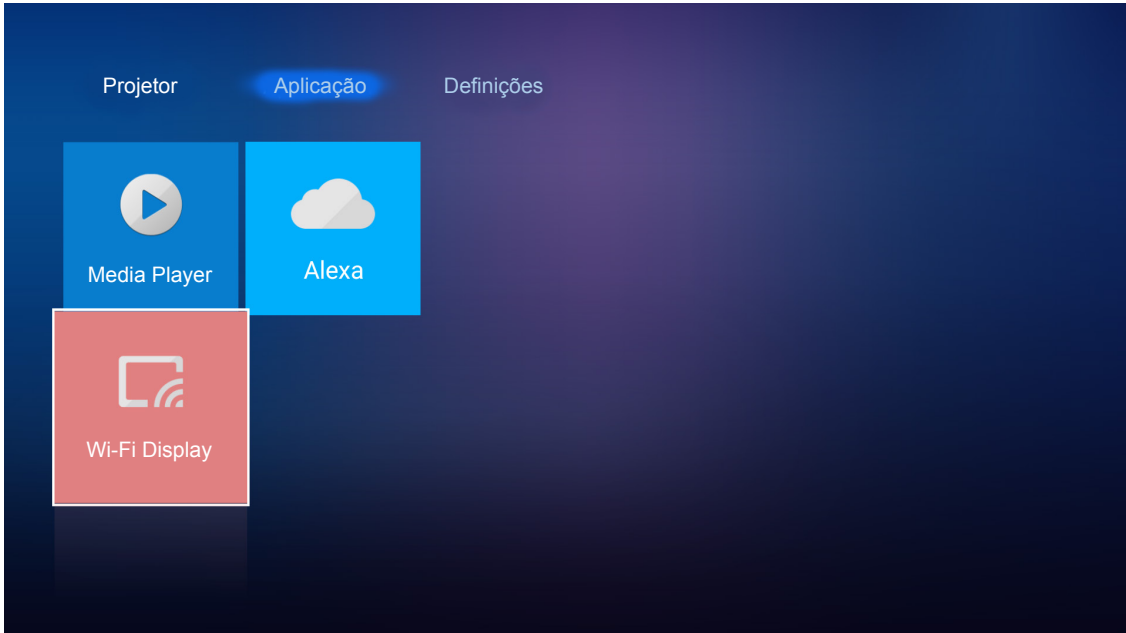 Projetor
Aplicação
Definições
Media Player
Alexa
Wi-Fi Display